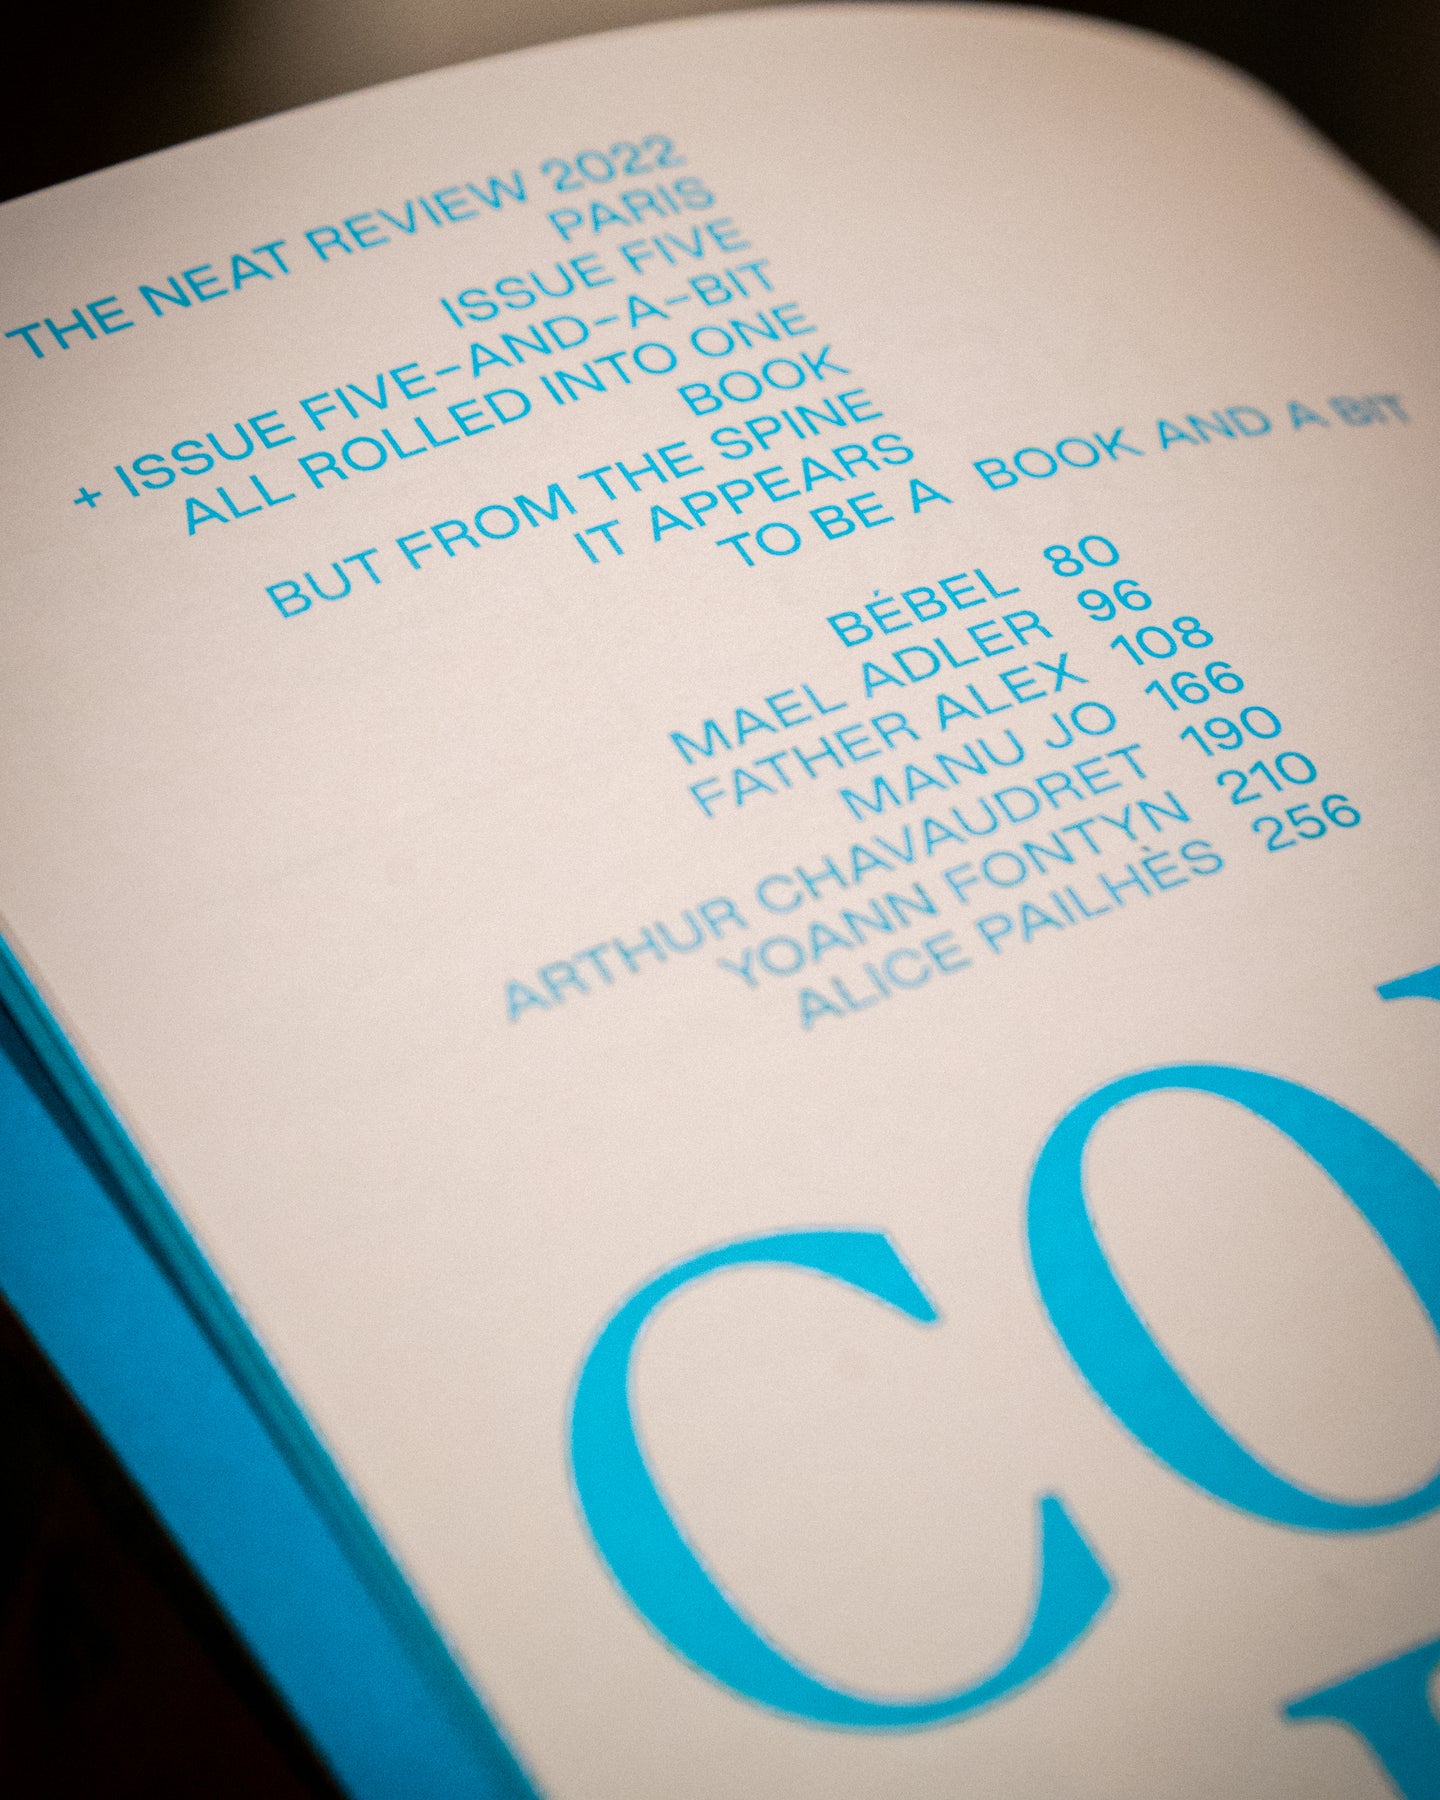 THE NEAT REVIEW 2022
PARIS
ISSUE FIVE
+ ISSUE FIVE-AND-A-BIT
ALL ROLLED INTO ONE
BOOK
BUT FROM THE SPINE
IT APPEARS
TO BE A BOOK AND A BIT
BÉBEL 80
MAEL ADLER 96
FATHER ALEX 108
MANU JO 166
ARTHUR CHAVAUDRET 190
YOANN FONTYN 210
ALICE PAILHÈS 256
CO